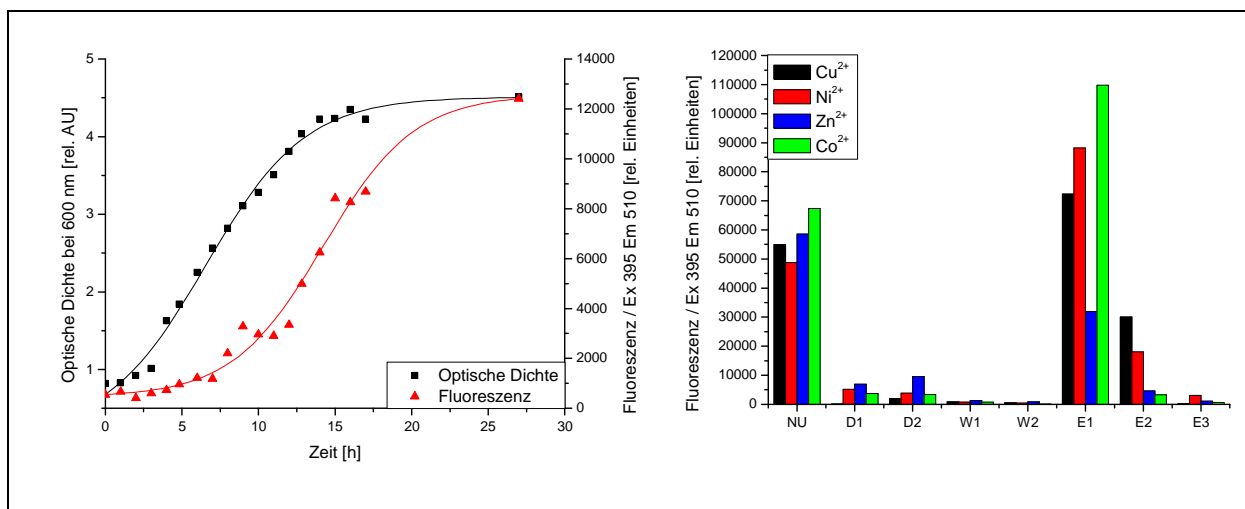 Optische Dichte bei 600 nm [rel. AU]
5
4
3
2
1
0 5 10 15 20 25 30
Zeit [h]
14000
12000
10000
8000
6000
4000
2000
0
Fluoreszenz / Ex 395 Em 510 [rel. Einheiten]
Optische Dichte
Fluoreszenz
Fluoreszenz / Ex 395 Em 510 [rel. Einheiten]
120000
110000
100000
90000
80000
70000
60000
50000
40000
30000
20000
10000
0
Cu²⁺
Ni²⁺
Zn²⁺
Co²⁺
NU D1 D2 W1 W2 E1 E2 E3